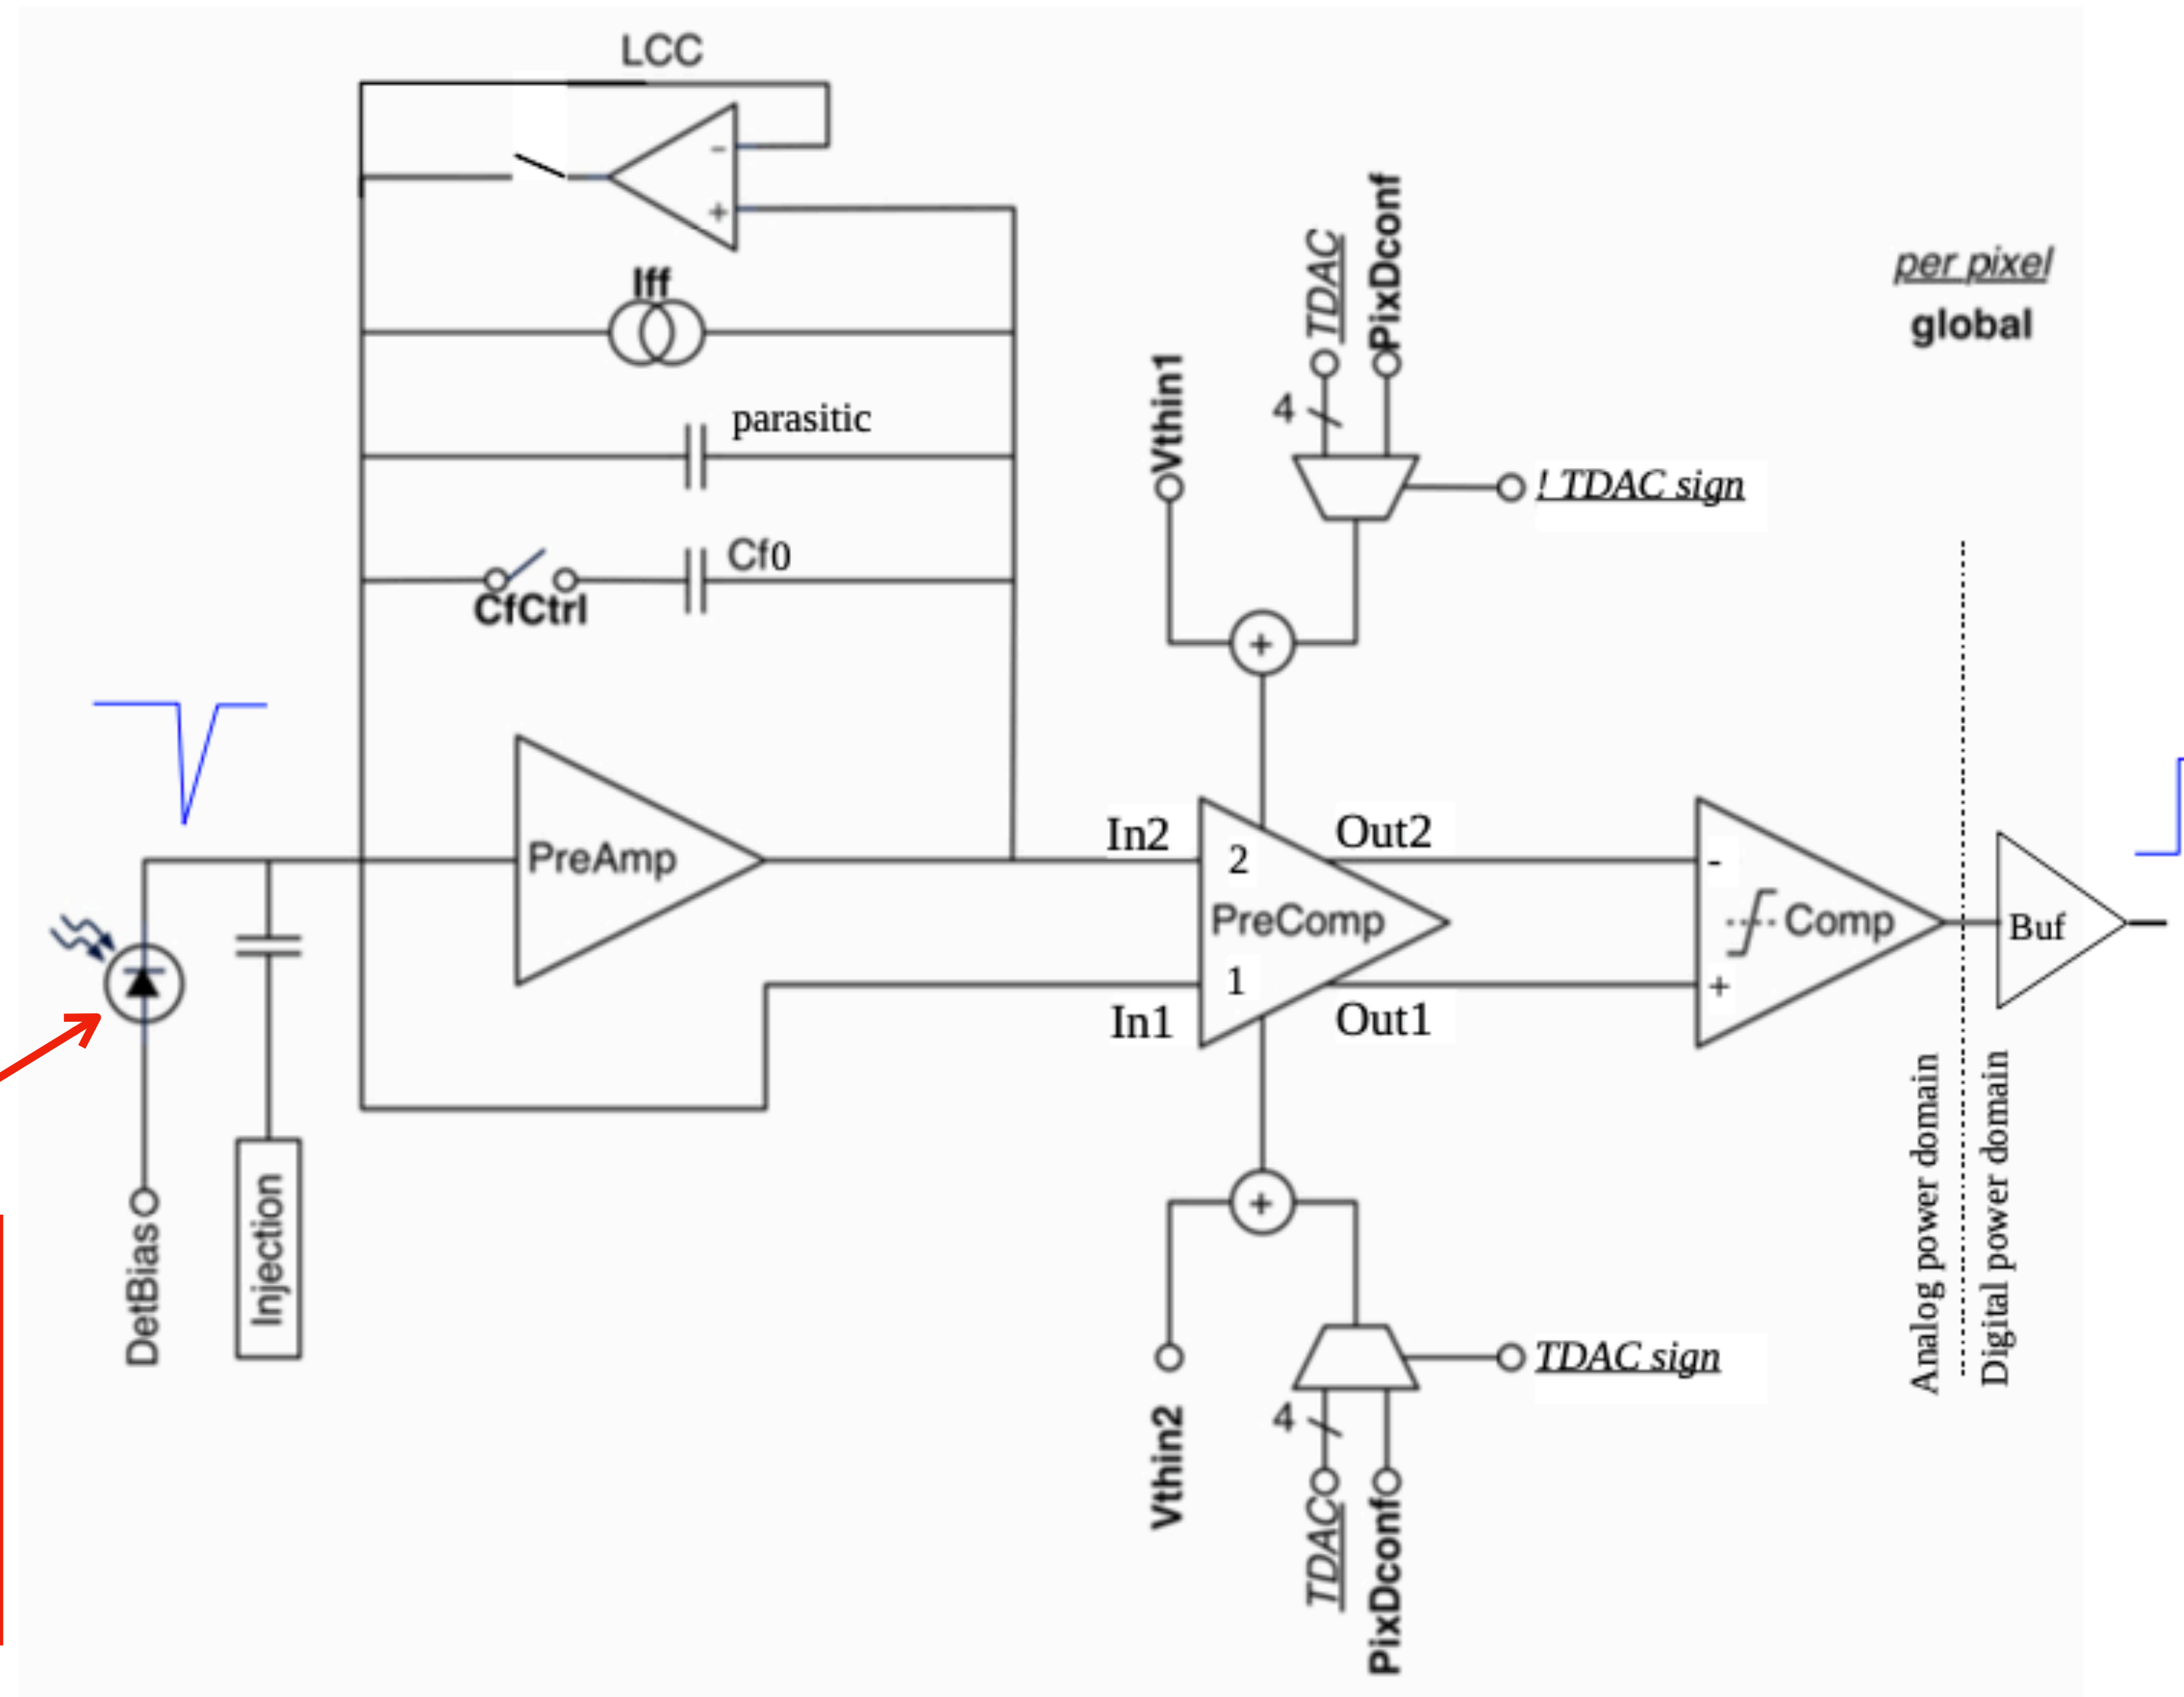 LCC
-
+
Iff
parasitic
Cf0
CfCtrl
TDAC
PixDconf
per pixel
global
Vthin1
4
! TDAC sign
+
PreAmp
In2
2
Out2
-
PreComp
Comp
Buf
1
+
In1
Out1
DetBias
Injection
+
Analog power domain
Digital power domain
TDAC sign
4
Vthin2
TDAC
PixDconf